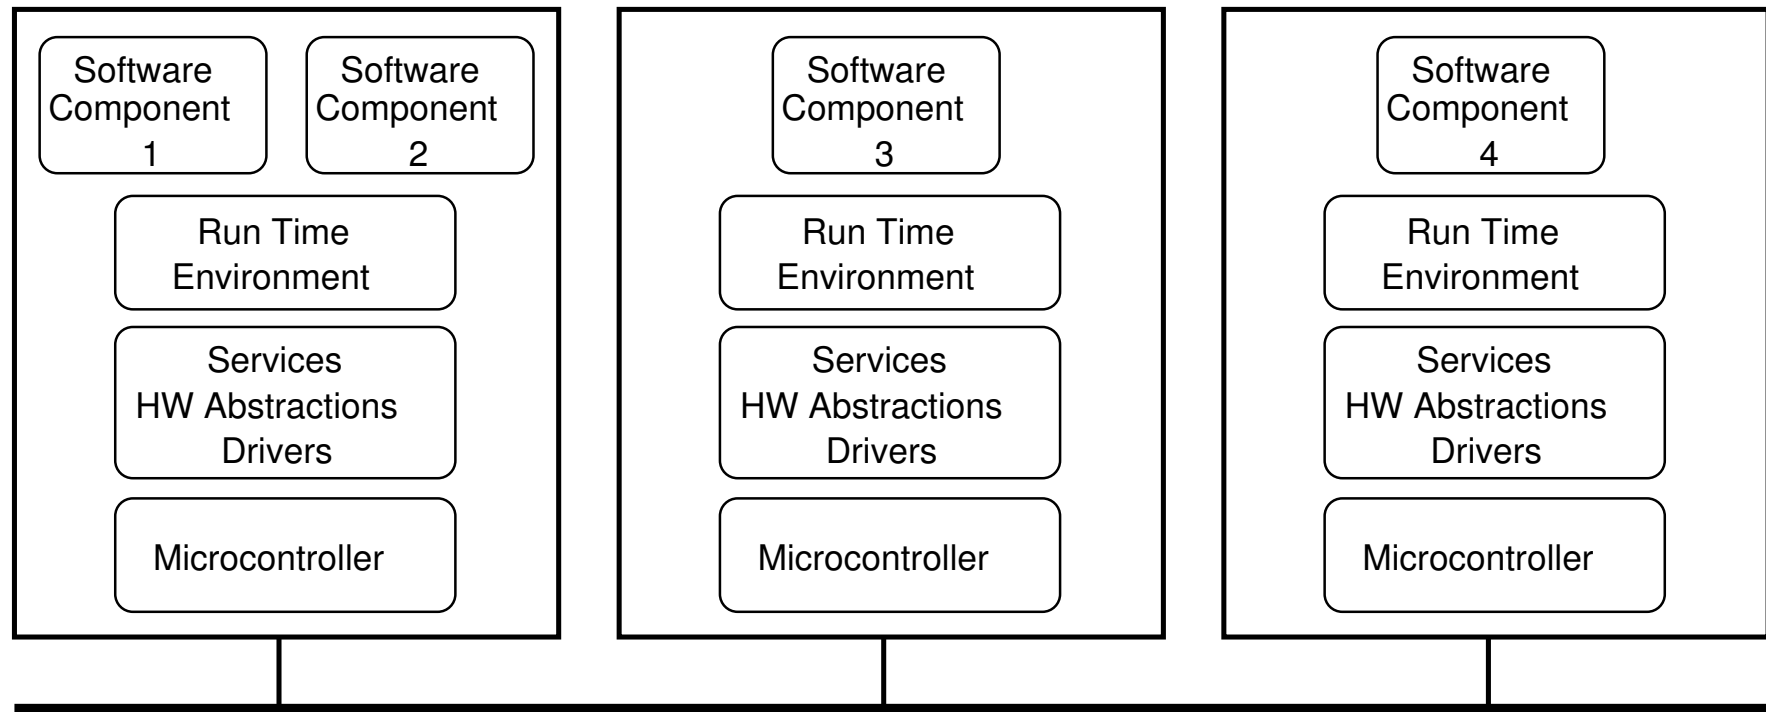 Software
Component
1
Software
Component
2
Run Time
Environment
Services
HW Abstractions
Drivers
Microcontroller
Software
Component
3
Run Time
Environment
Services
HW Abstractions
Drivers
Microcontroller
Software
Component
4
Run Time
Environment
Services
HW Abstractions
Drivers
Microcontroller